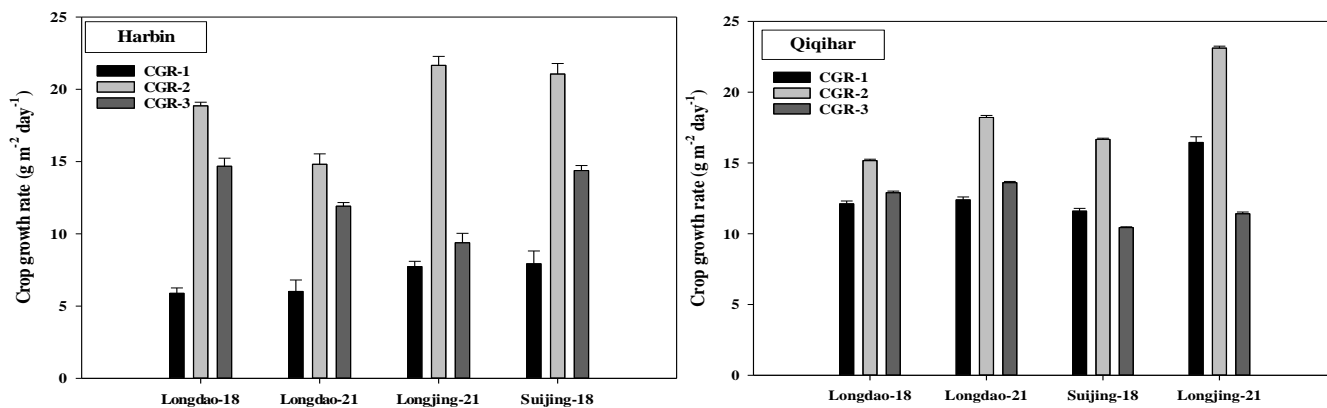 Harbin
CGR-1
CGR-2
CGR-3
Crop growth rate (g m-2 day-1)
25
20
15
10
5
0
Longdao-18 Longdao-21 Longjing-21 Suijing-18
Qiqihar
CGR-1
CGR-2
CGR-3
Crop growth rate (g m-2 day-1)
25
20
15
10
5
0
Longdao-18 Longdao-21 Suijing-18 Longjing-21